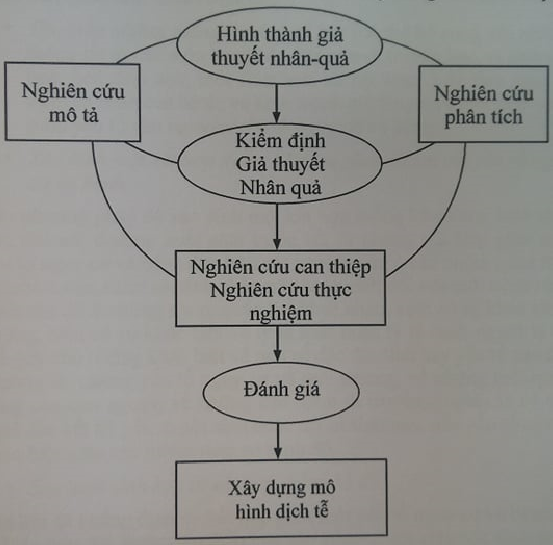 Hình thành giả
thuyết nhân-quả
Nghiên cứu
mô tả
Nghiên cứu
phân tích
Kiểm định
Giả thuyết
Nhân quả
Nghiên cứu can thiệp
Nghiên cứu thực
nghiệm
Đánh giá
Xây dựng mô
hình dịch tễ